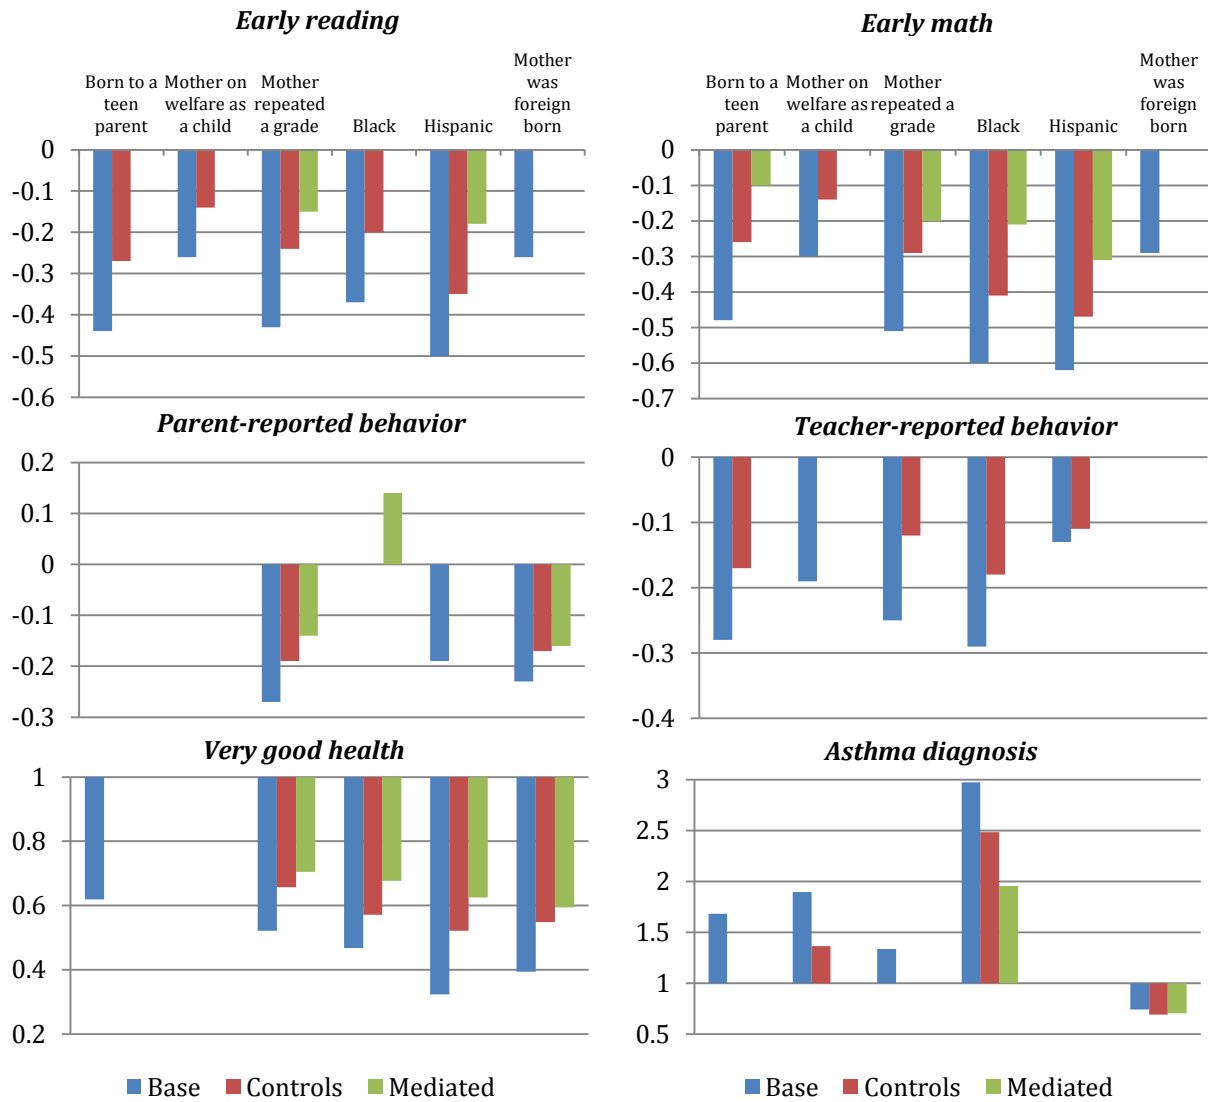 Early reading
Born to a teen parent
Mother on welfare as a child
Mother repeated a grade
Black
Hispanic
Mother was foreign born
0
-0.1
-0.2
-0.3
-0.4
-0.5
-0.6
Early math
Born to a teen parent
Mother on welfare as a child
Mother repeated a grade
Black
Hispanic
Mother was foreign born
0
-0.1
-0.2
-0.3
-0.4
-0.5
-0.6
-0.7
Parent-reported behavior
0.2
0.1
0
-0.1
-0.2
-0.3
Teacher-reported behavior
0
-0.1
-0.2
-0.3
-0.4
Very good health
1
0.8
0.6
0.4
0.2
Asthma diagnosis
3
2.5
2
1.5
1
0.5
Base Controls Mediated
Base Controls Mediated